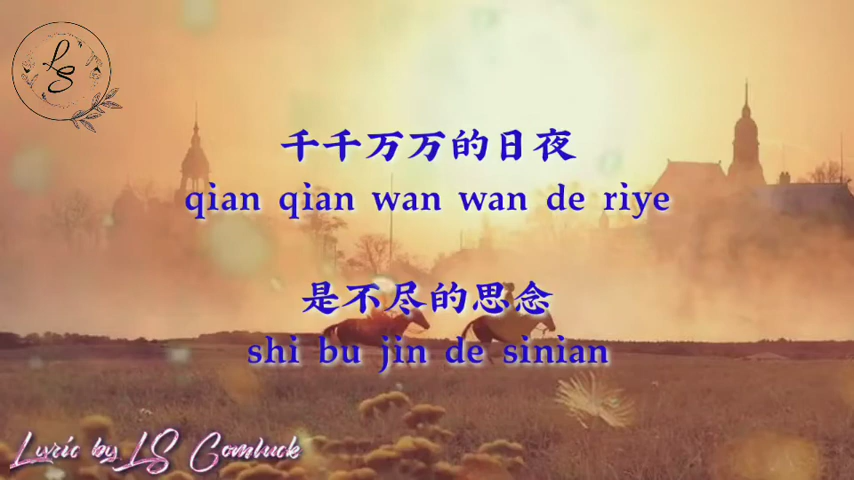 LS
千千万万的日夜
qian qian wan wan de riye
是不尽的思念
shi bu jin de sinian
Lyric by LS Comluck